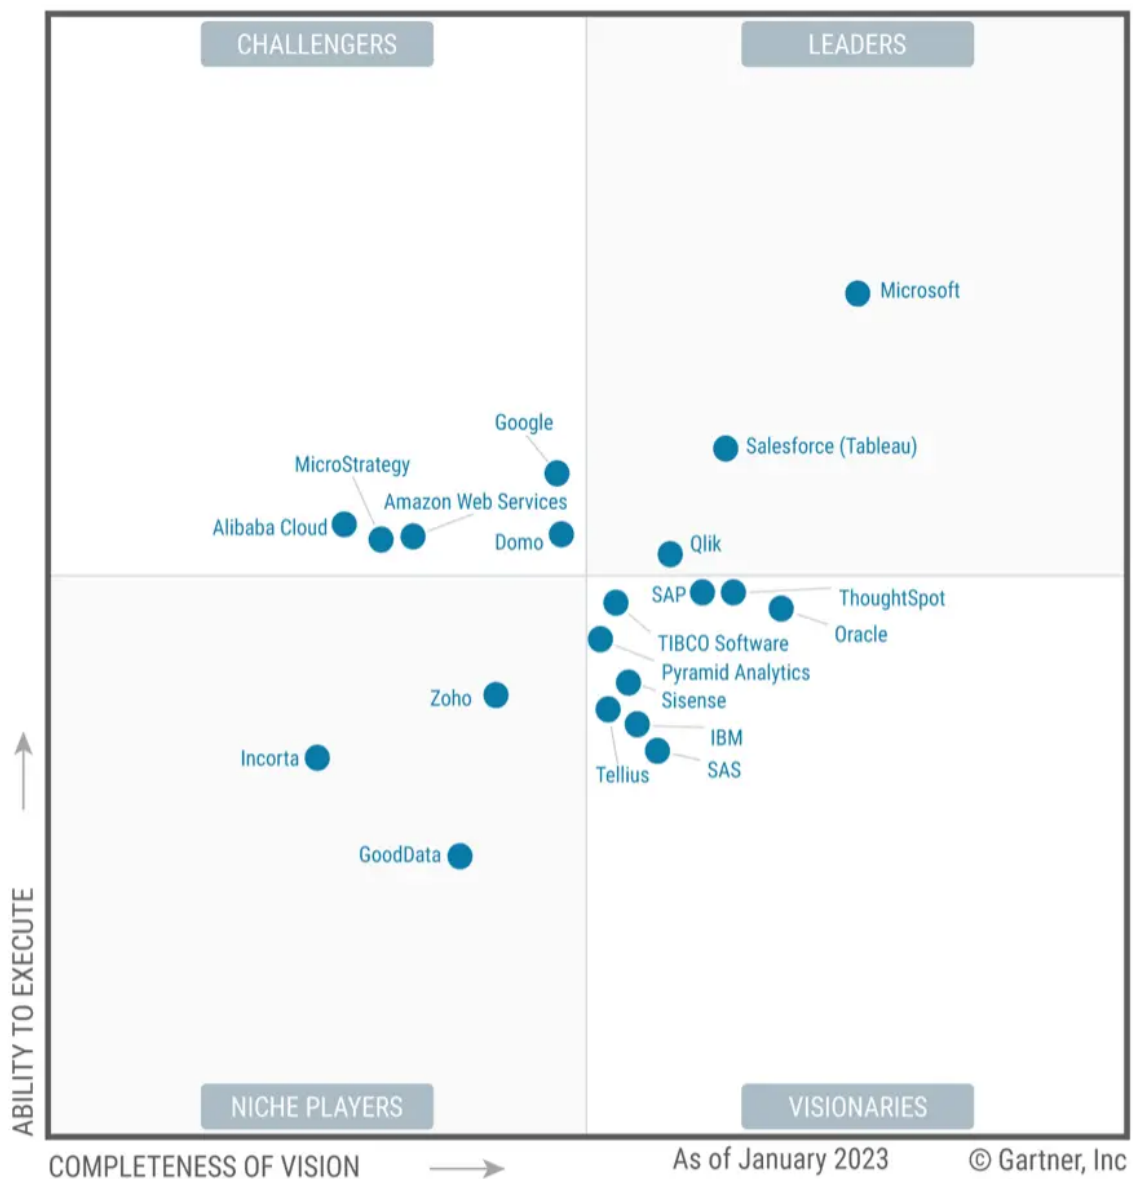 CHALLENGERS
LEADERS
Microsoft
Google
Salesforce (Tableau)
MicroStrategy
Amazon Web Services
Alibaba Cloud
Domo
Qlik
SAP
ThoughtSpot
Oracle
TIBCO Software
Pyramid Analytics
Zoho
Sisense
IBM
Incorta
SAS
Tellius
GoodData
ABILITY TO EXECUTE
NICHE PLAYERS
VISIONARIES
COMPLETENESS OF VISION
As of January 2023
© Gartner, Inc